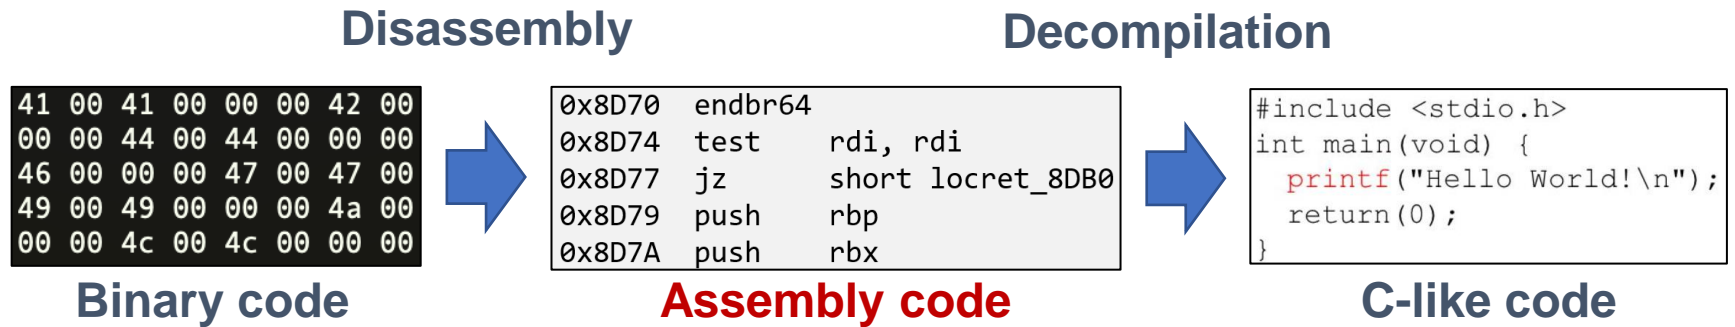 Disassembly
Decompilation
41 00 41 00 00 00 42 00
00 00 44 00 44 00 00 00
46 00 00 00 47 00 47 00
49 00 49 00 00 00 4a 00
00 00 4c 00 4c 00 00 00
0x8D70 endbr64
0x8D74 test rdi, rdi
0x8D77 jz short locret_8DB0
0x8D79 push rbp
0x8D7A push rbx
#include <stdio.h>
int main(void) {
printf("Hello World!\n");
return(0);
}
Binary code
Assembly code
C-like code